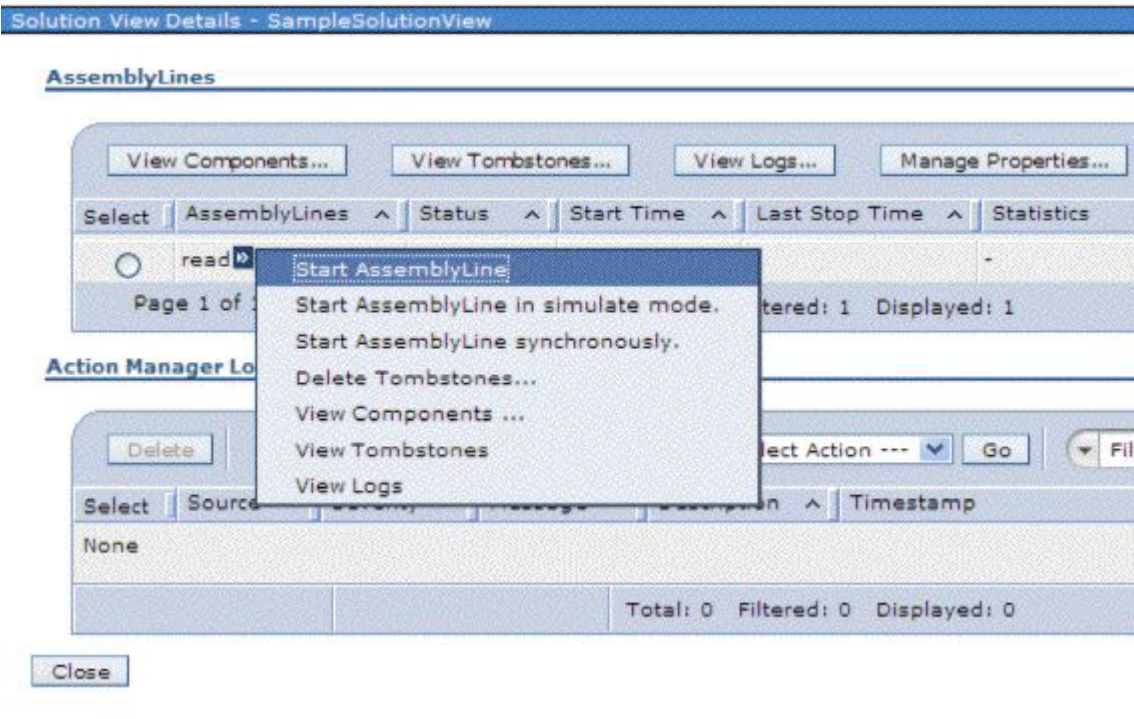 Solution View Details - SampleSolutionView
AssemblyLines
View Components... View Tombstones... View Logs... Manage Properties...
Select AssemblyLines Status Start Time Last Stop Time Statistics
read -
Start AssemblyLine
Page 1 of tered: 1 Displayed: 1
Start AssemblyLine in simulate mode.
Start AssemblyLine synchronously.
Action Manager Lo
Delete Tombstones...
View Components ...
Delete View Tombstones lect Action --- Go Fil
View Logs
Select Source Timestamp
None
Total: 0 Filtered: 0 Displayed: 0
Close